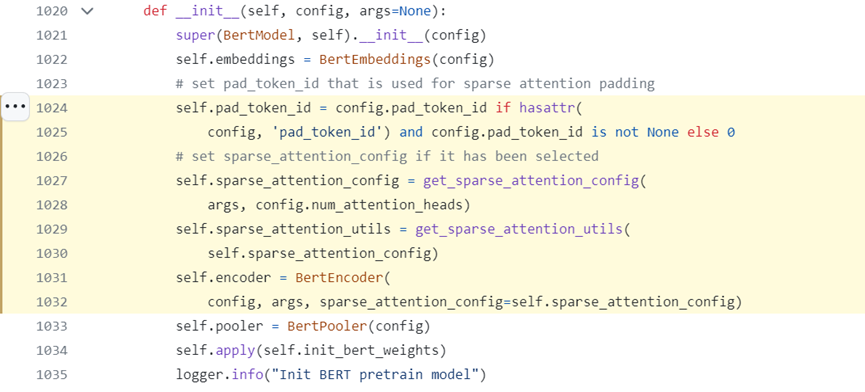 1020 def __init__(self, config, args=None):
1021 super(BertModel, self).__init__(config)
1022 self.embeddings = BertEmbeddings(config)
1023 # set pad_token_id that is used for sparse attention padding
1024 self.pad_token_id = config.pad_token_id if hasattr(
1025 config, 'pad_token_id') and config.pad_token_id is not None else 0
1026 # set sparse_attention_config if it has been selected
1027 self.sparse_attention_config = get_sparse_attention_config(
1028 args, config.num_attention_heads)
1029 self.sparse_attention_utils = get_sparse_attention_utils(
1030 self.sparse_attention_config)
1031 self.encoder = BertEncoder(
1032 config, args, sparse_attention_config=self.sparse_attention_config)
1033 self.pooler = BertPooler(config)
1034 self.apply(self.init_bert_weights)
1035 logger.info("Init BERT pretrain model")